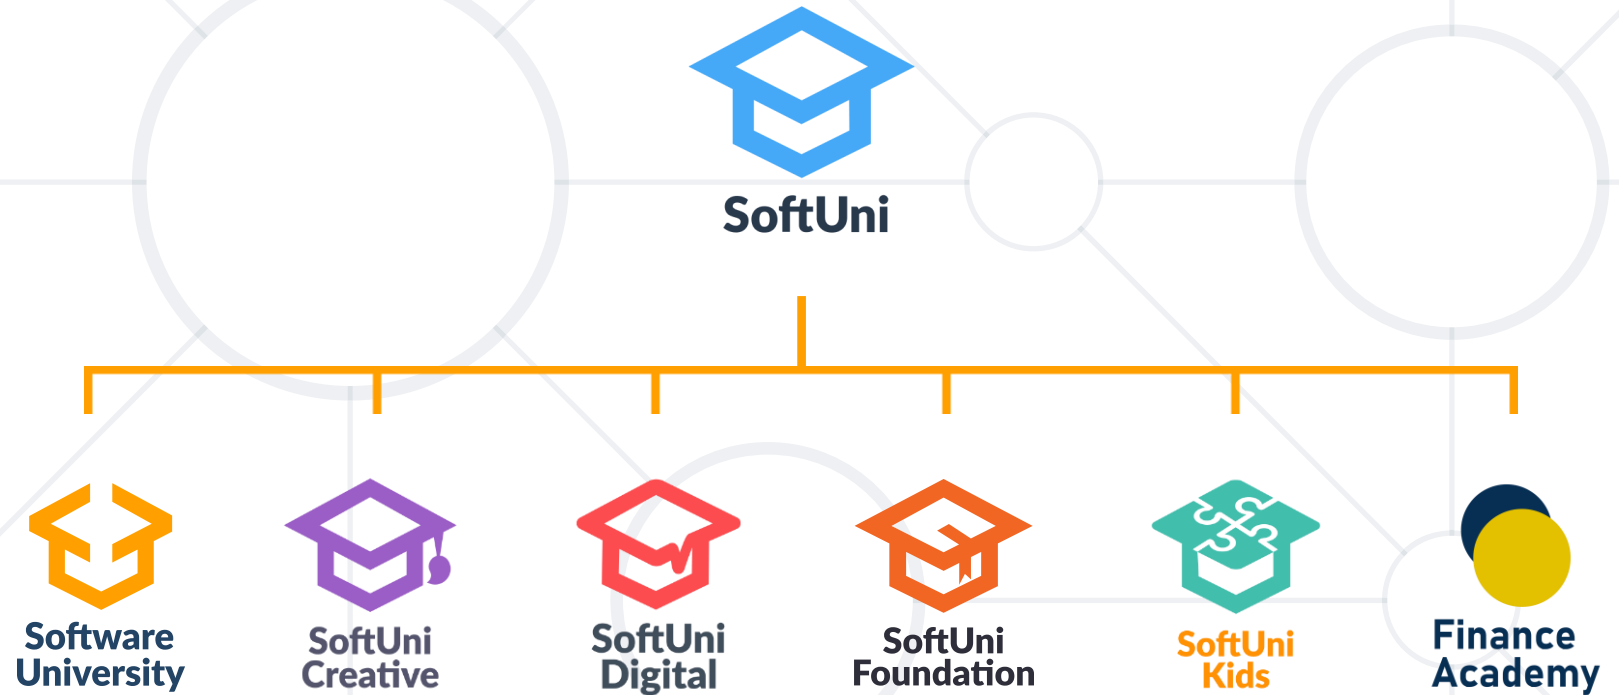 SoftUni
Software
University
SoftUni
Creative
SoftUni
Digital
SoftUni
Foundation
SoftUni
Kids
Finance
Academy